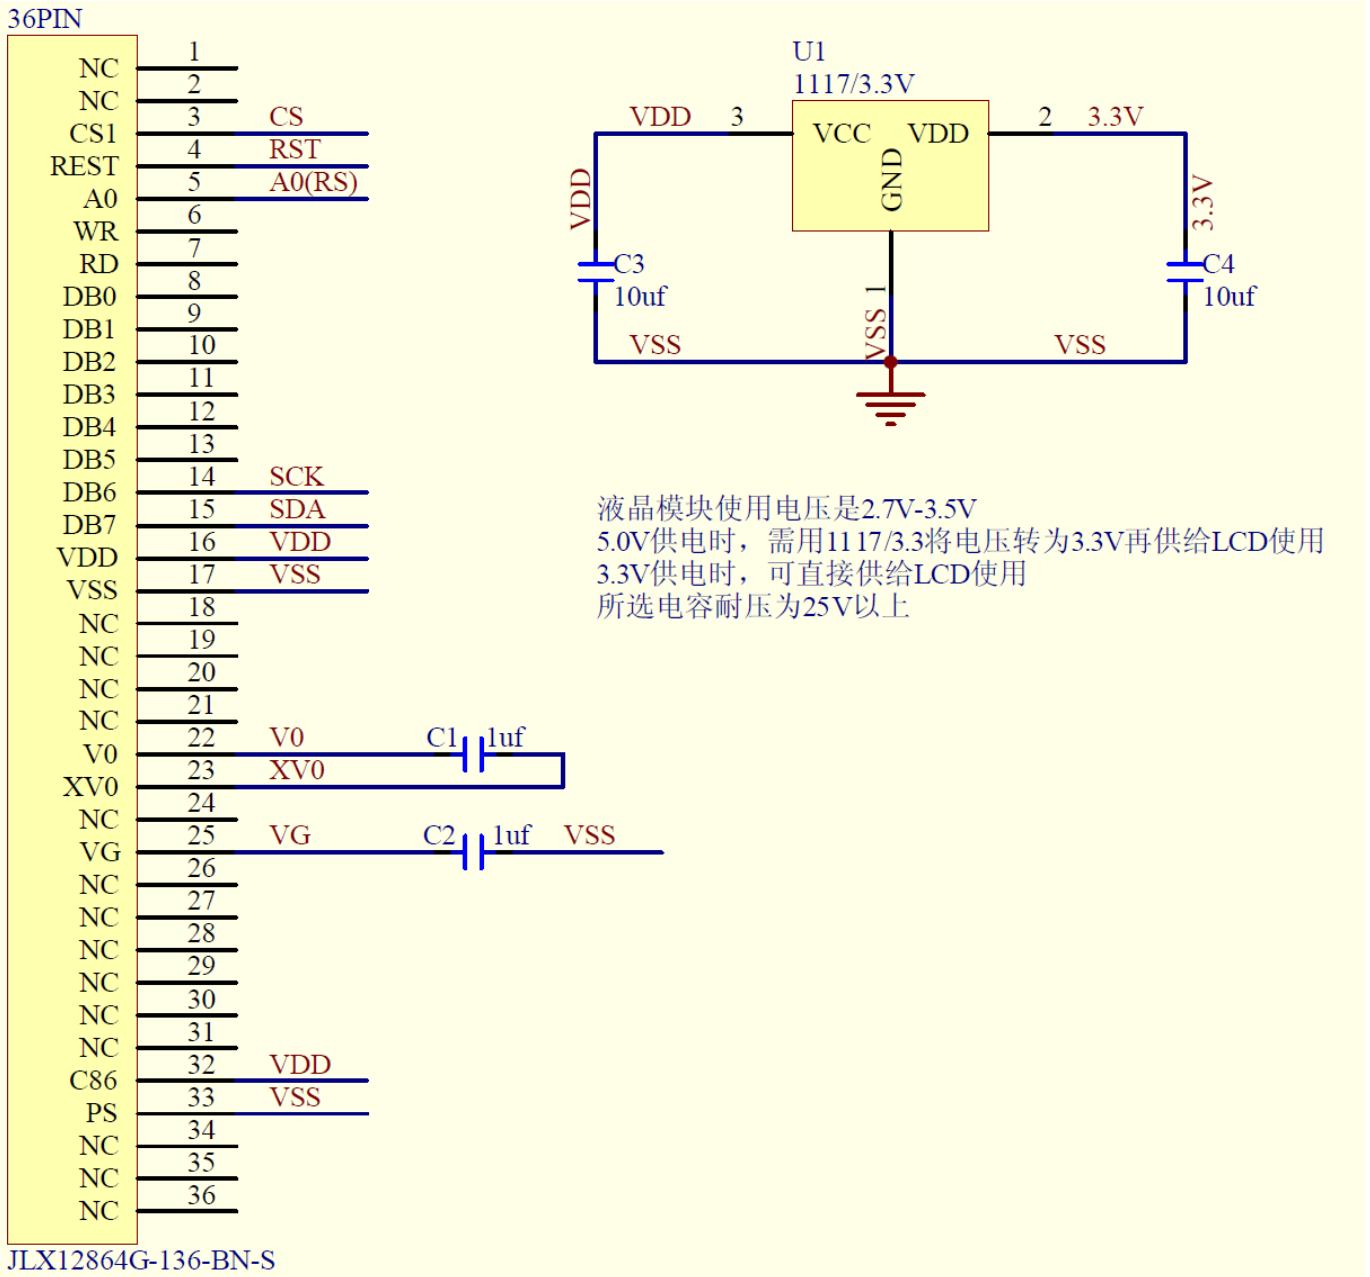 36PIN
NC 1
NC 2
CS1 3 CS
REST 4 RST
A0 5 A0(RS)
WR 6
RD 7
DB0 8
DB1 9
DB2 10
DB3 11
DB4 12
DB5 13
DB6 14 SCK
DB7 15 SDA
VDD 16 VDD
VSS 17 VSS
NC 18
NC 19
NC 20
NC 21
V0 22 V0 C1 1uf
XV0 23 XV0
NC 24
VG 25 VG C2 1uf VSS
NC 26
NC 27
NC 28
NC 29
NC 30
NC 31
C86 32 VDD
PS 33 VSS
NC 34
NC 35
NC 36
JLX12864G-136-BN-S
U1
1117/3.3V
VDD 3 VCC VDD 2 3.3V
GND
VDD
3.3V
C3
10uf
C4
10uf
1
VSS
VSS
VSS
液晶模块使用电压是2.7V-3.5V
5.0V供电时，需用1117/3.3将电压转为3.3V再供给LCD使用
3.3V供电时，可直接供给LCD使用
所选电容耐压为25V以上